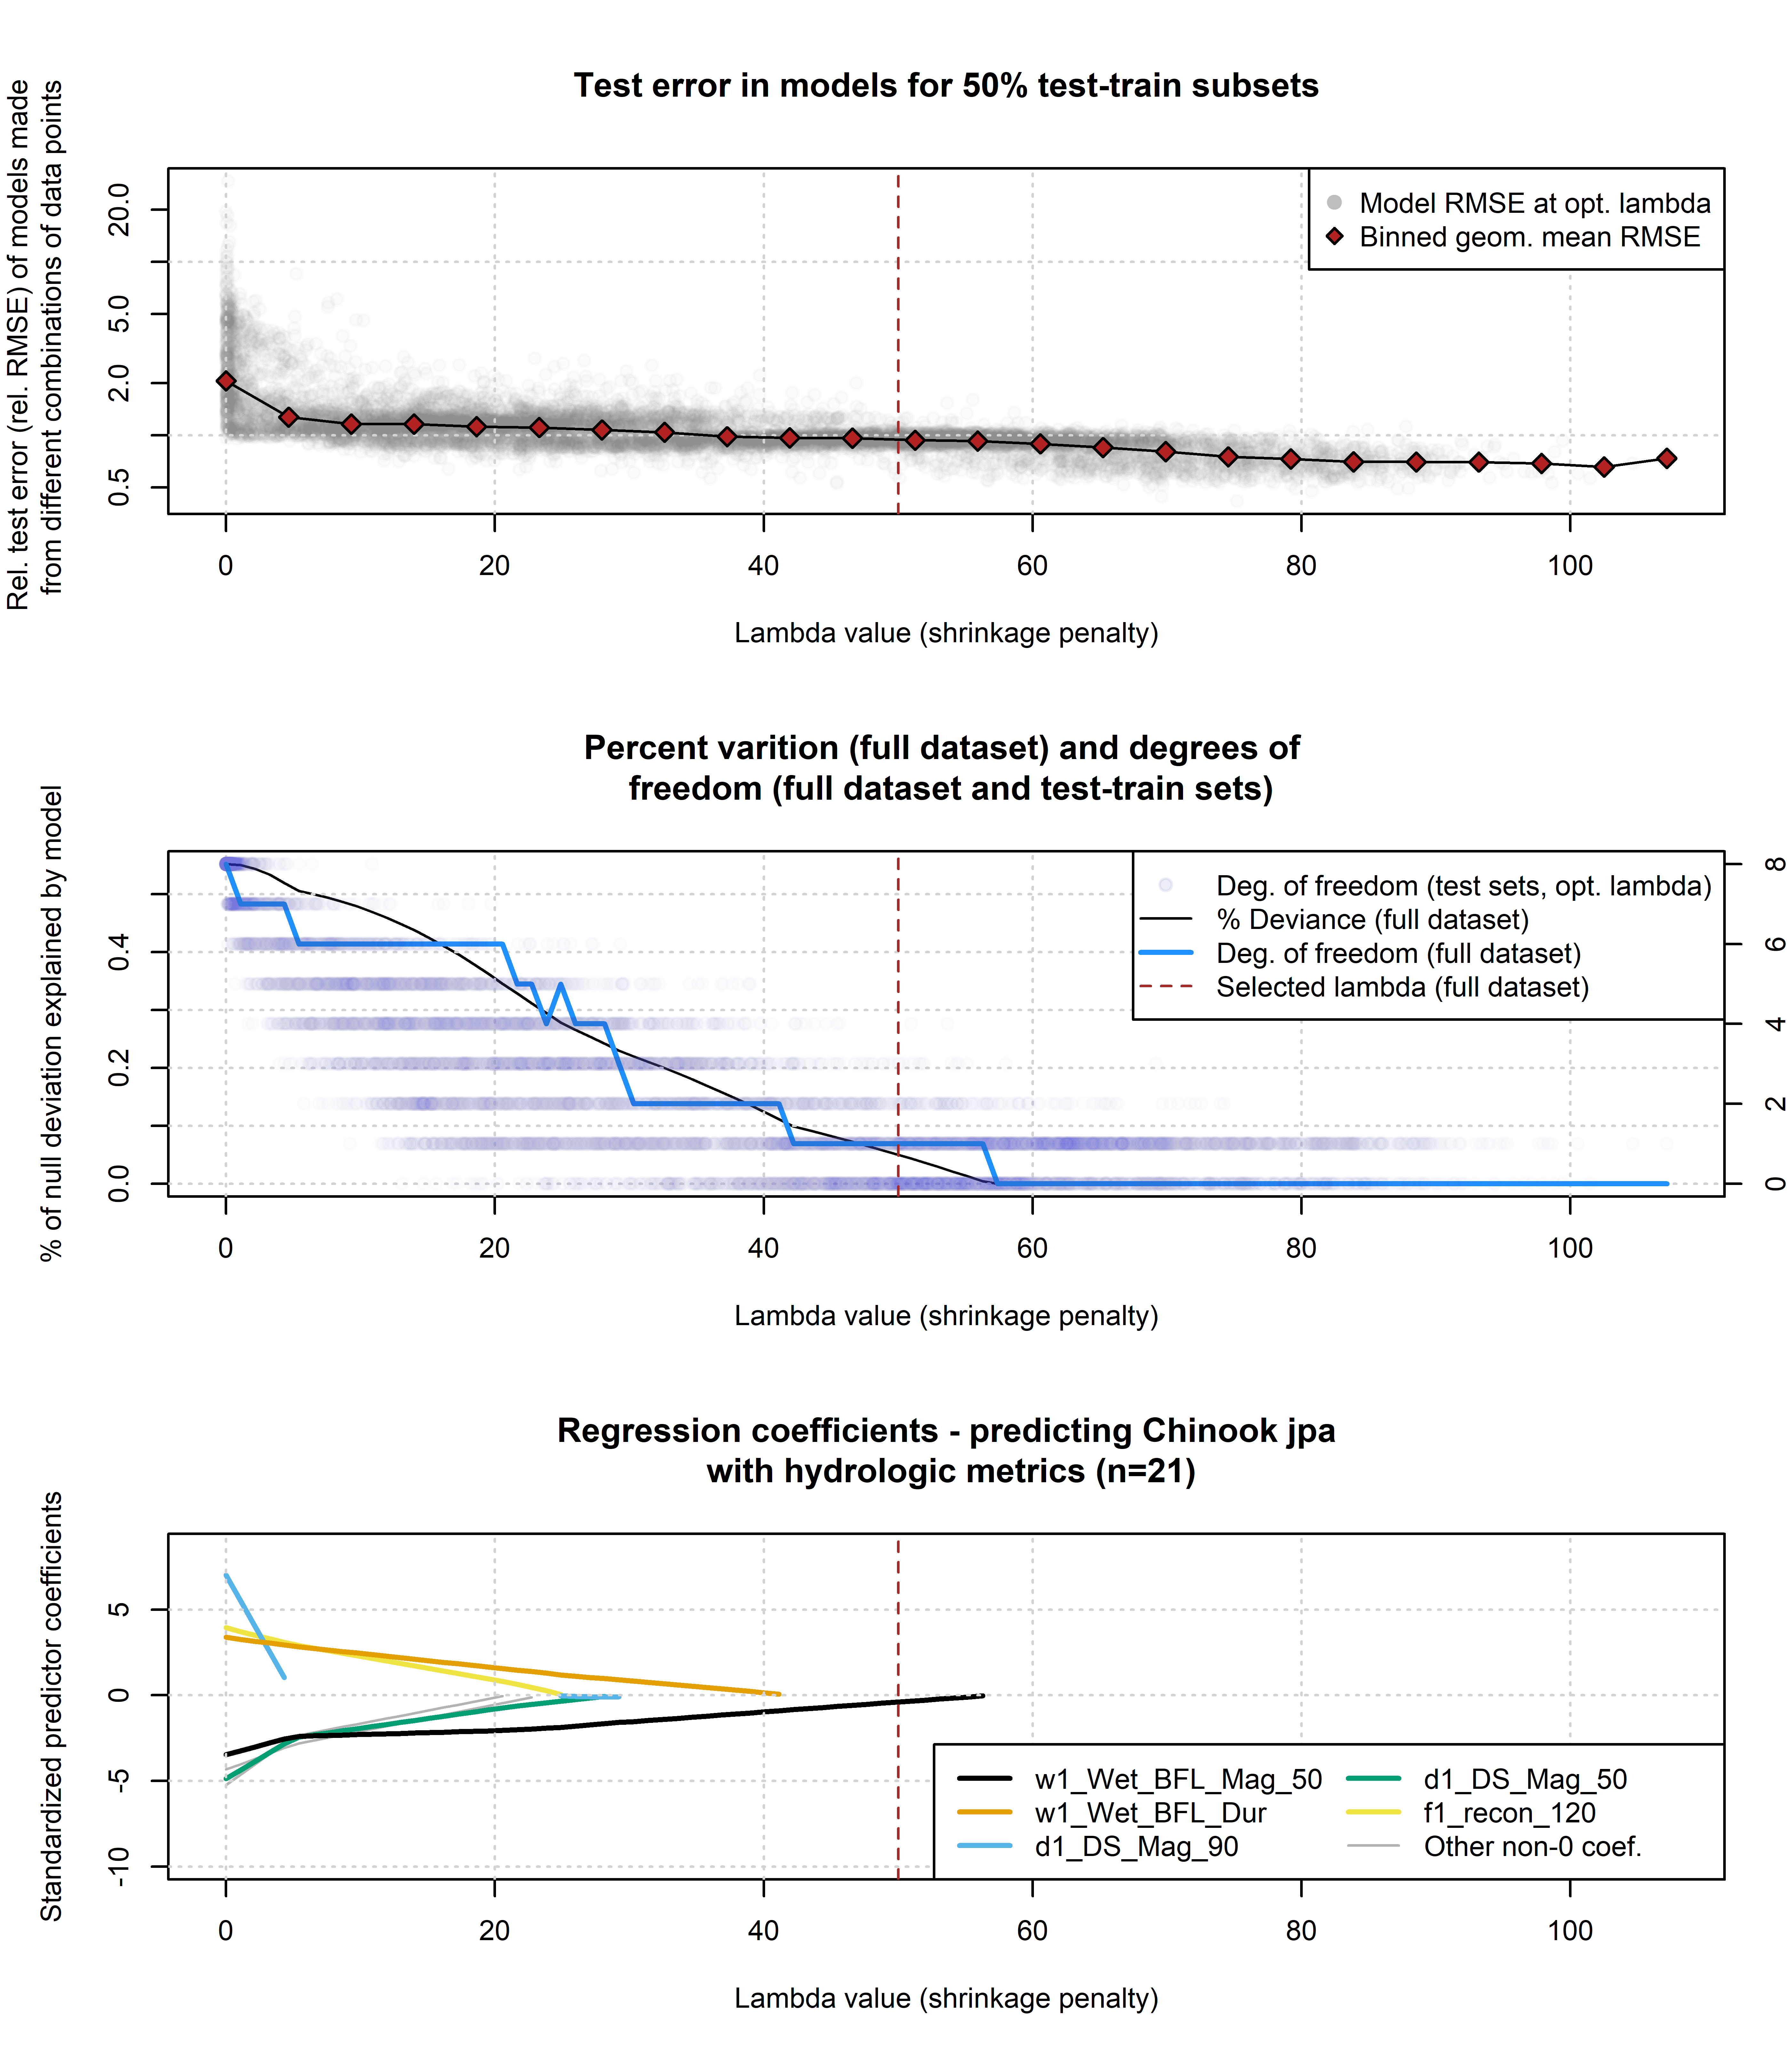 Test error in models for 50% test-train subsets
Rel. test error (rel. RMSE) of models made
from different combinations of data points
20.0
5.0
2.0
0.5
Model RMSE at opt. lambda
Binned geom. mean RMSE
0 20 40 60 80 100
Lambda value (shrinkage penalty)
Percent varition (full dataset) and degrees of
freedom (full dataset and test-train sets)
% of null deviation explained by model
0.4
0.2
0.0
8
6
4
2
0
Deg. of freedom (test sets, opt. lambda)
% Deviance (full dataset)
Deg. of freedom (full dataset)
Selected lambda (full dataset)
0 20 40 60 80 100
Lambda value (shrinkage penalty)
Regression coefficients - predicting Chinook jpa
with hydrologic metrics (n=21)
Standardized predictor coefficients
5
0
-5
-10
w1_Wet_BFL_Mag_50
w1_Wet_BFL_Dur
d1_DS_Mag_90
d1_DS_Mag_50
f1_recon_120
Other non-0 coef.
0 20 40 60 80 100
Lambda value (shrinkage penalty)